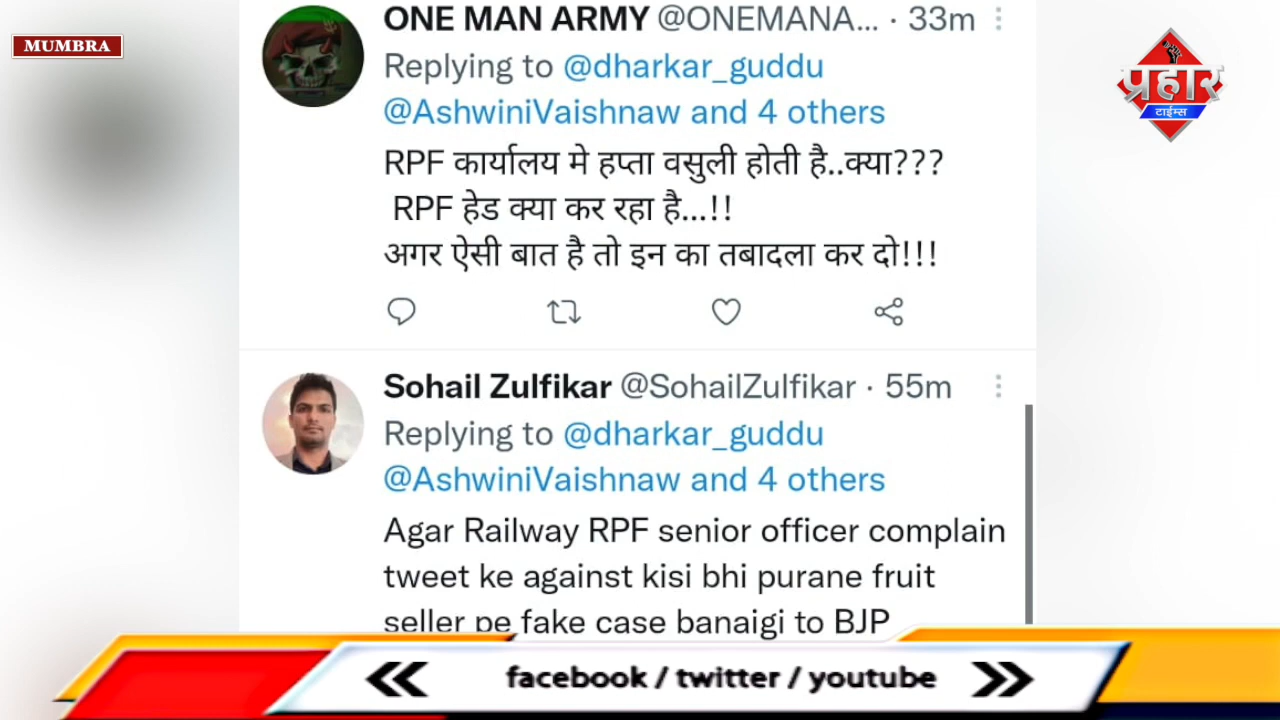 MUMBRA
प्रहार
टाईम्स
ONE MAN ARMY @ONEMANA... · 33m
Replying to @dharkar_guddu
@AshwiniVaishnaw and 4 others
RPF कार्यालय मे हप्ता वसुली होती है..क्या???
RPF हेड क्या कर रहा है...!!
अगर ऐसी बात है तो इन का तबादला कर दो!!!
Sohail Zulfikar @SohailZulfikar · 55m
Replying to @dharkar_guddu
@AshwiniVaishnaw and 4 others
Agar Railway RPF senior officer complain
tweet ke against kisi bhi purane fruit
seller pe fake case banaigi to BJP
facebook / twitter / youtube